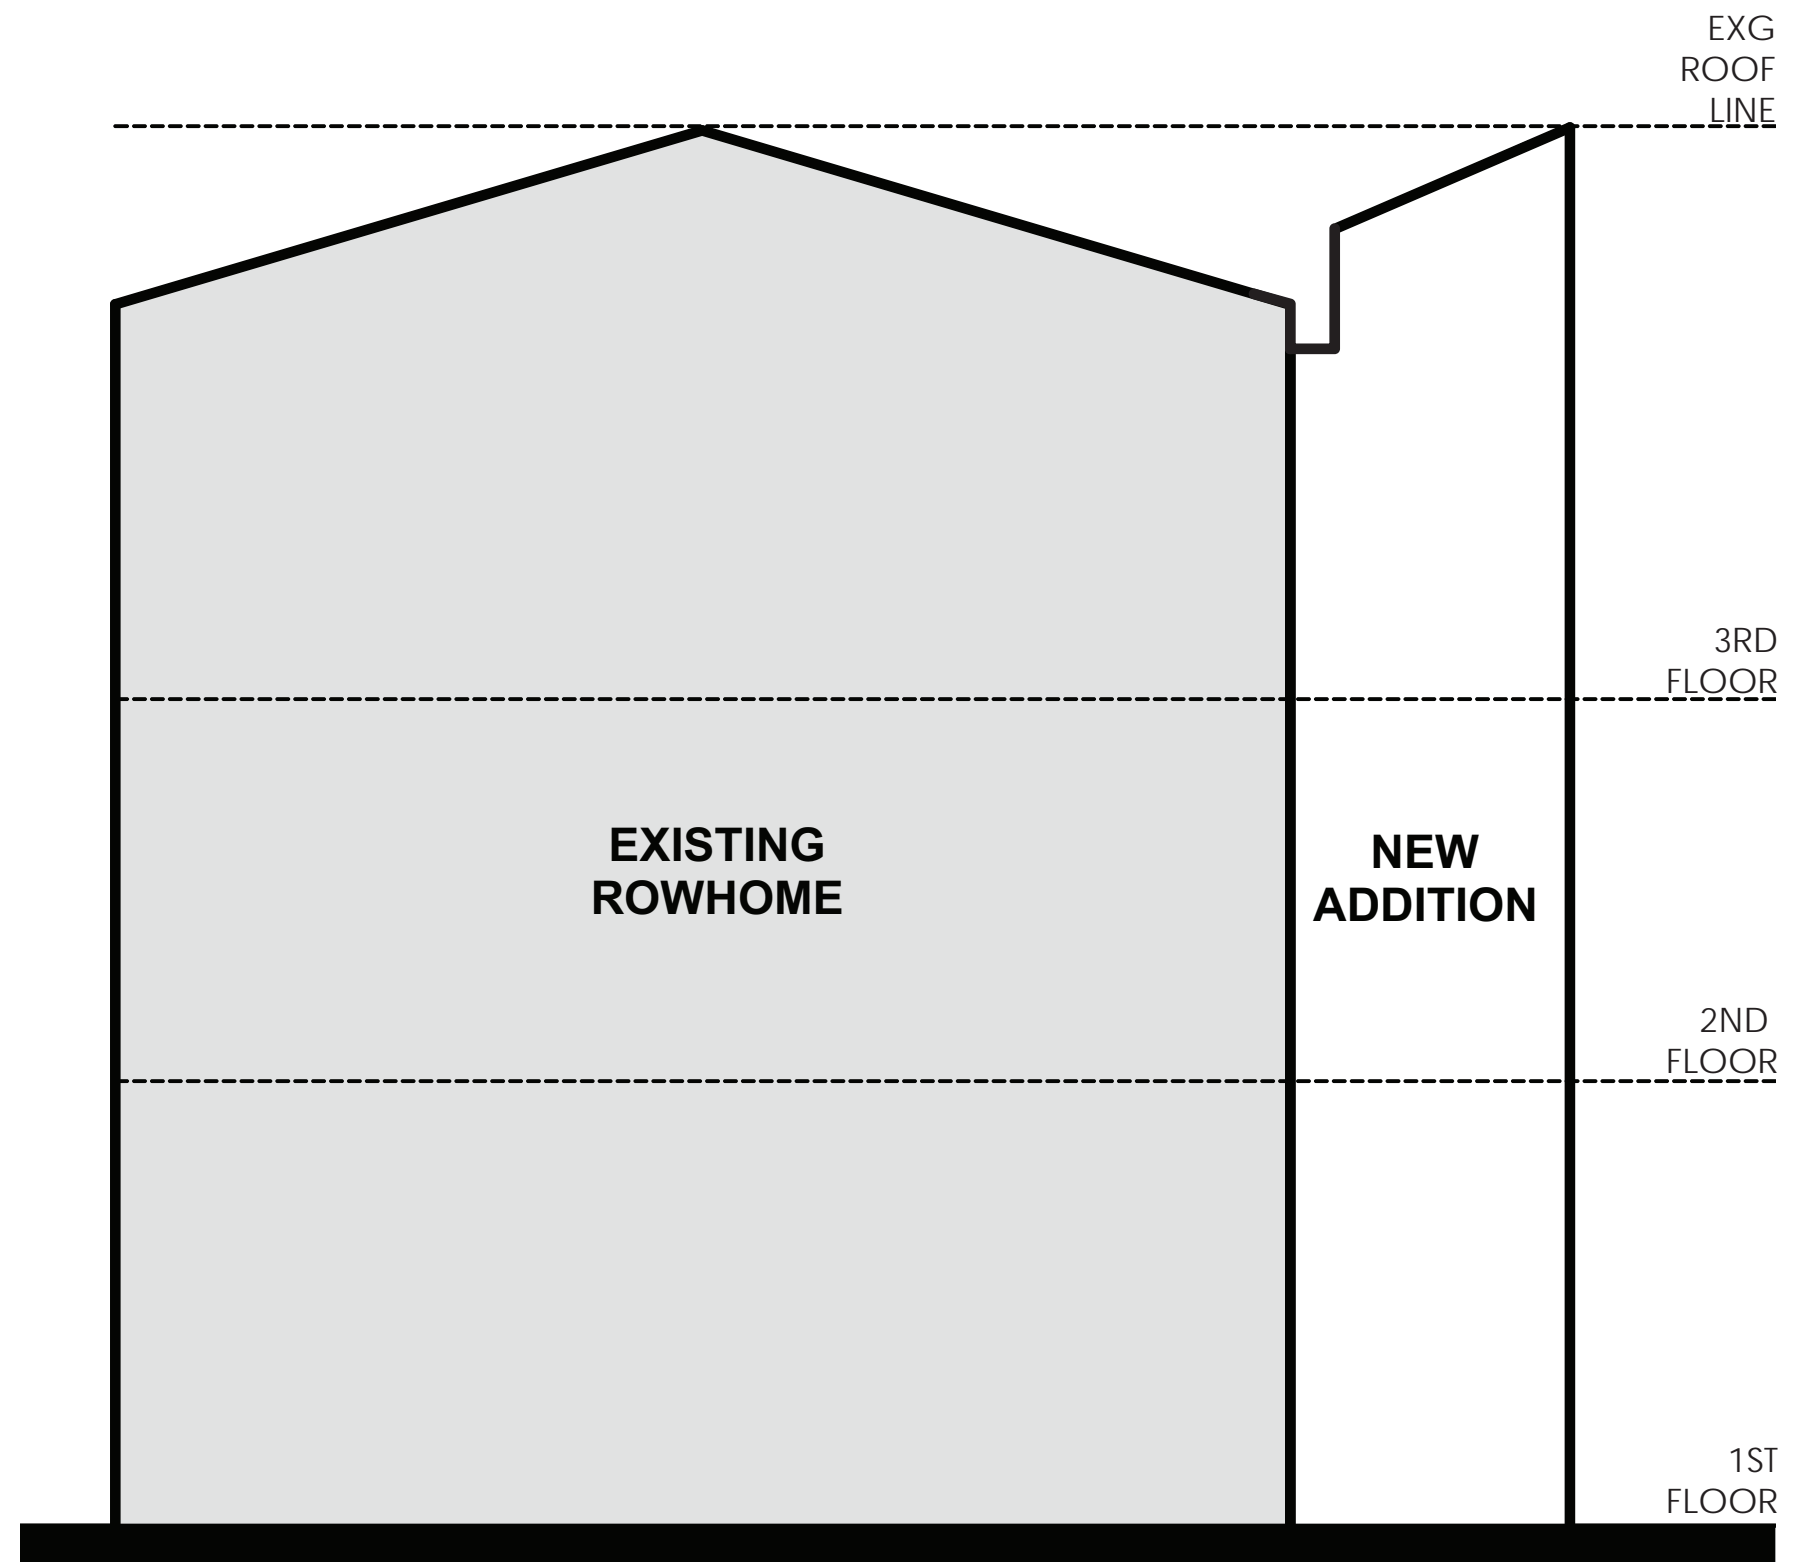 EXG
ROOF
LINE
3RD
FLOOR
EXISTING
ROWHOME
NEW
ADDITION
2ND
FLOOR
1ST
FLOOR